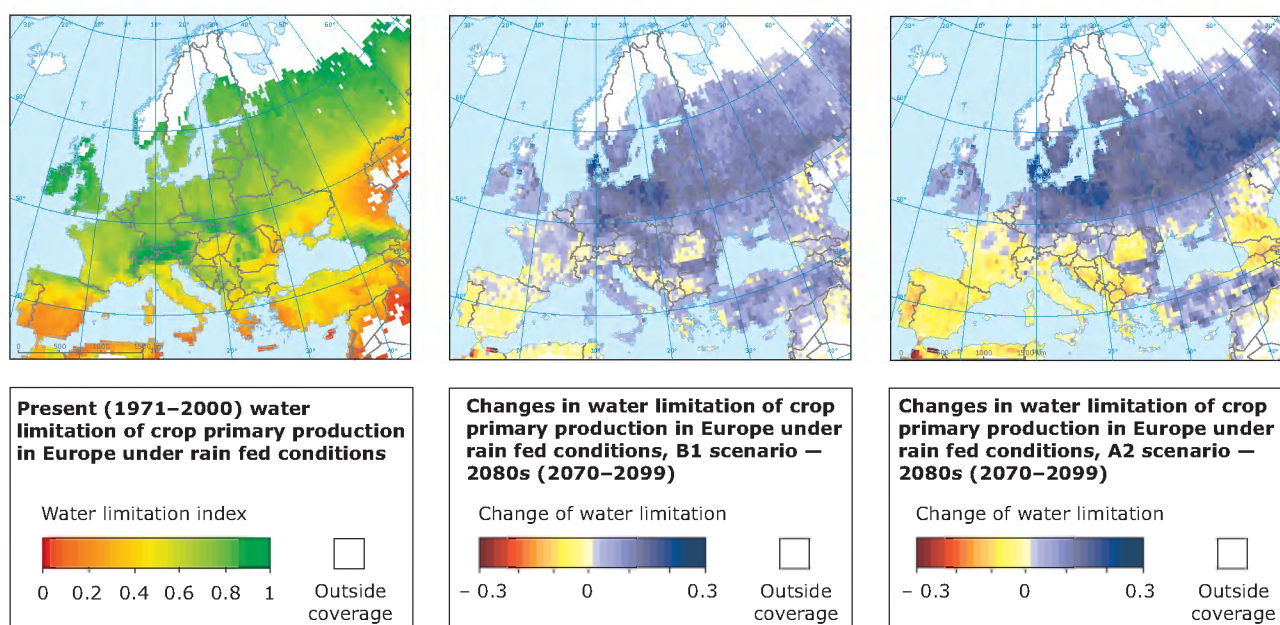 Present (1971–2000) water
limitation of crop primary production
in Europe under rain fed conditions
Water limitation index
0 0.2 0.4 0.6 0.8 1
Outside
coverage
Changes in water limitation of crop
primary production in Europe under
rain fed conditions, B1 scenario —
2080s (2070–2099)
Change of water limitation
– 0.3 0 0.3
Outside
coverage
Changes in water limitation of crop
primary production in Europe under
rain fed conditions, A2 scenario —
2080s (2070–2099)
Change of water limitation
– 0.3 0 0.3
Outside
coverage